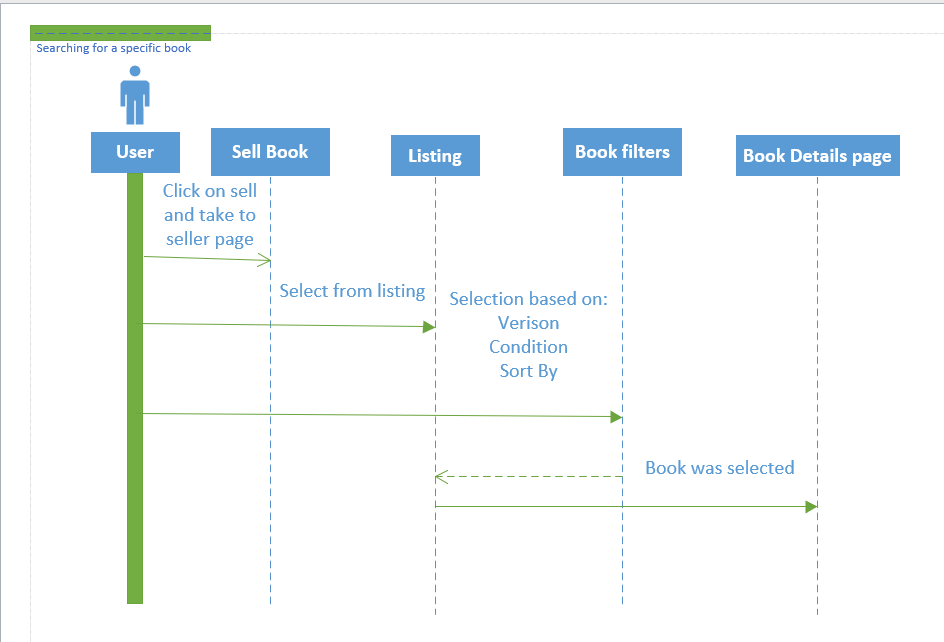 Searching for a specific book
User
Sell Book
Listing
Book filters
Book Details page
Click on sell
and take to
seller page
Select from listing
Selection based on:
Verison
Condition
Sort By
Book was selected